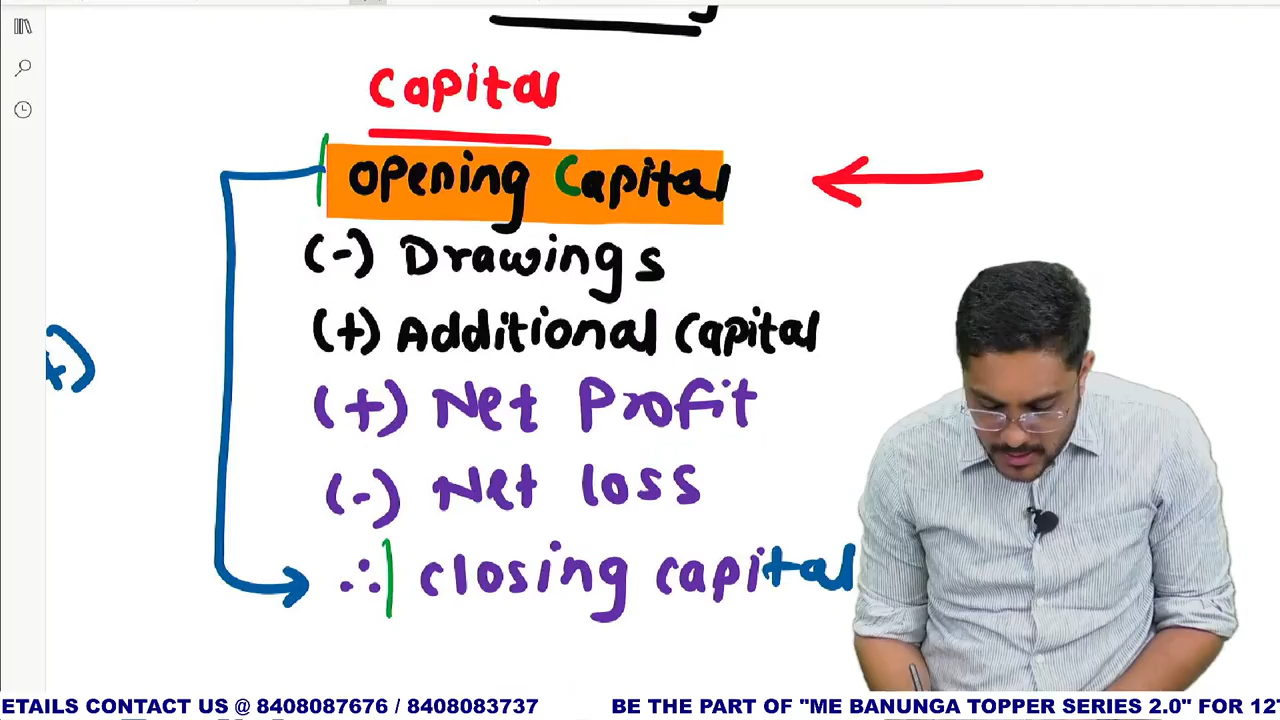 Capital
Opening Capital
(-) Drawings
(+) Additional Capital
(+) Net Profit
(-) Net loss
∴ closing capital
+)
ETAILS CONTACT US @ 8408087676 / 8408083737 BE THE PART OF "ME BANUNGA TOPPER SERIES 2.0" FOR 12T